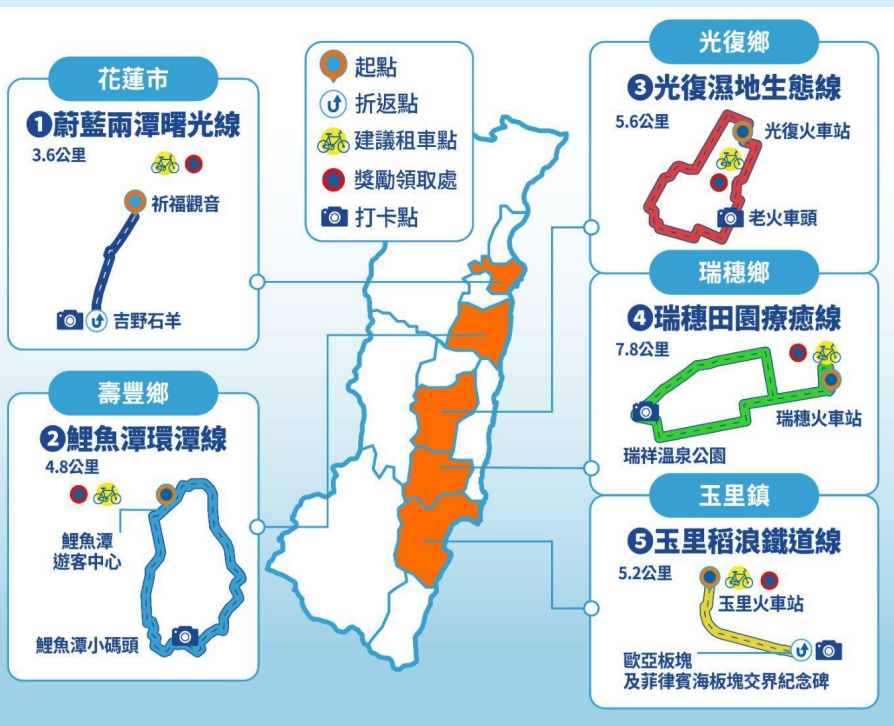 花蓮市
❶蔚藍兩潭曙光線
3.6公里
祈福觀音
吉野石羊
壽豐鄉
❷鯉魚潭環潭線
4.8公里
鯉魚潭
遊客中心
鯉魚潭小碼頭
起點
折返點
建議租車點
獎勵領取處
打卡點
光復鄉
❸光復濕地生態線
5.6公里
光復火車站
老火車頭
瑞穗鄉
❹瑞穗田園療癒線
7.8公里
瑞穗火車站
瑞祥溫泉公園
玉里鎮
❺玉里稻浪鐵道線
5.2公里
玉里火車站
歐亞板塊
及菲律賓海板塊交界紀念碑